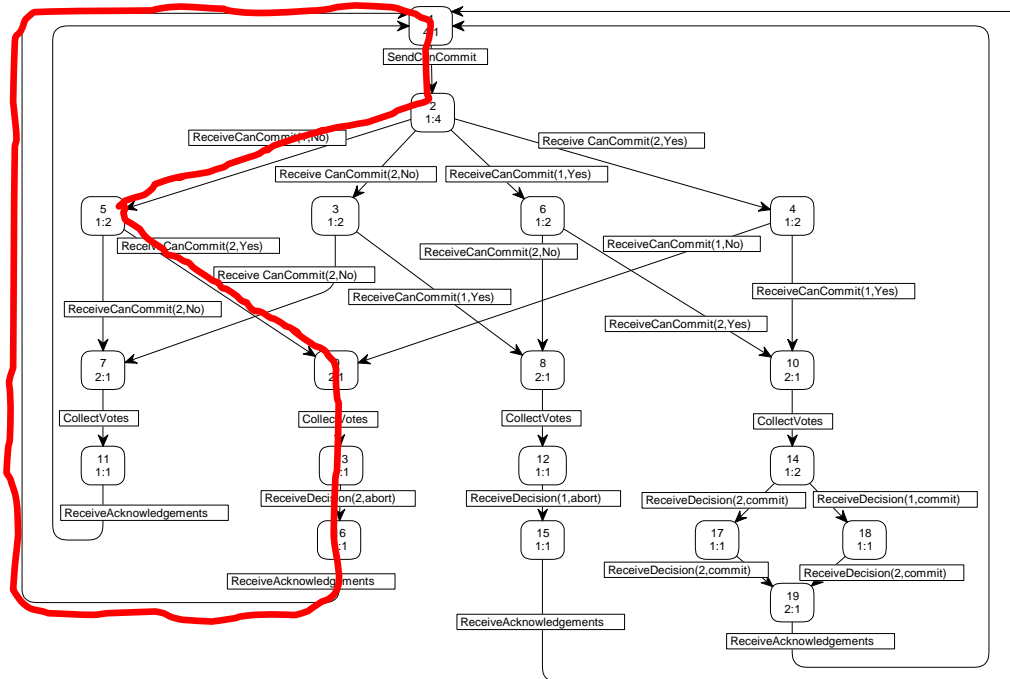 4:1
SendCanCommit
2
1:4
ReceiveCanCommit(1,No)
Receive CanCommit(2,Yes)
Receive CanCommit(2,No)
ReceiveCanCommit(1,Yes)
5
1:2
3
1:2
6
1:2
4
1:2
ReceiveCanCommit(2,Yes)
ReceiveCanCommit(2,No)
ReceiveCanCommit(1,No)
Receive CanCommit(2,No)
ReceiveCanCommit(1,Yes)
ReceiveCanCommit(1,Yes)
ReceiveCanCommit(2,No)
ReceiveCanCommit(2,Yes)
7
2:1
2:1
8
2:1
10
2:1
CollectVotes
CollectVotes
CollectVotes
CollectVotes
11
1:1
1:1
12
1:1
14
1:2
ReceiveDecision(2,abort)
ReceiveDecision(1,abort)
ReceiveDecision(2,commit)
ReceiveDecision(1,commit)
ReceiveAcknowledgements
1:1
15
1:1
17
1:1
18
1:1
ReceiveDecision(2,commit)
ReceiveDecision(2,commit)
ReceiveAcknowledgements
19
2:1
ReceiveAcknowledgements
ReceiveAcknowledgements